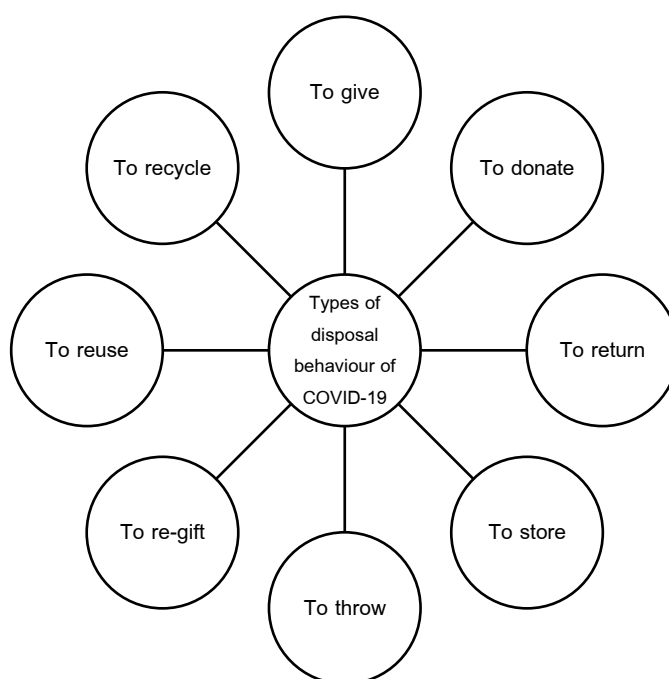 To give
To recycle
To donate
Types of
disposal
behaviour of
COVID-19
To reuse
To return
To re-gift
To store
To throw